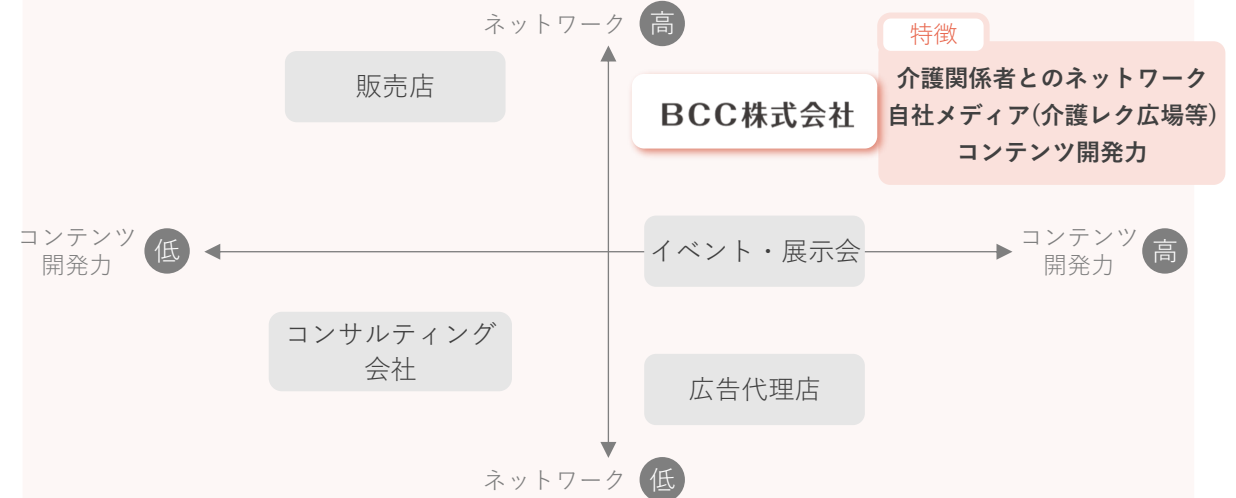 ネットワーク 高
特徴
販売店
BCC株式会社
介護関係者とのネットワーク
自社メディア(介護レク広場等)
コンテンツ開発力
コンテンツ
開発力
低
イベント・展示会
コンテンツ
開発力
高
コンサルティング
会社
広告代理店
ネットワーク 低